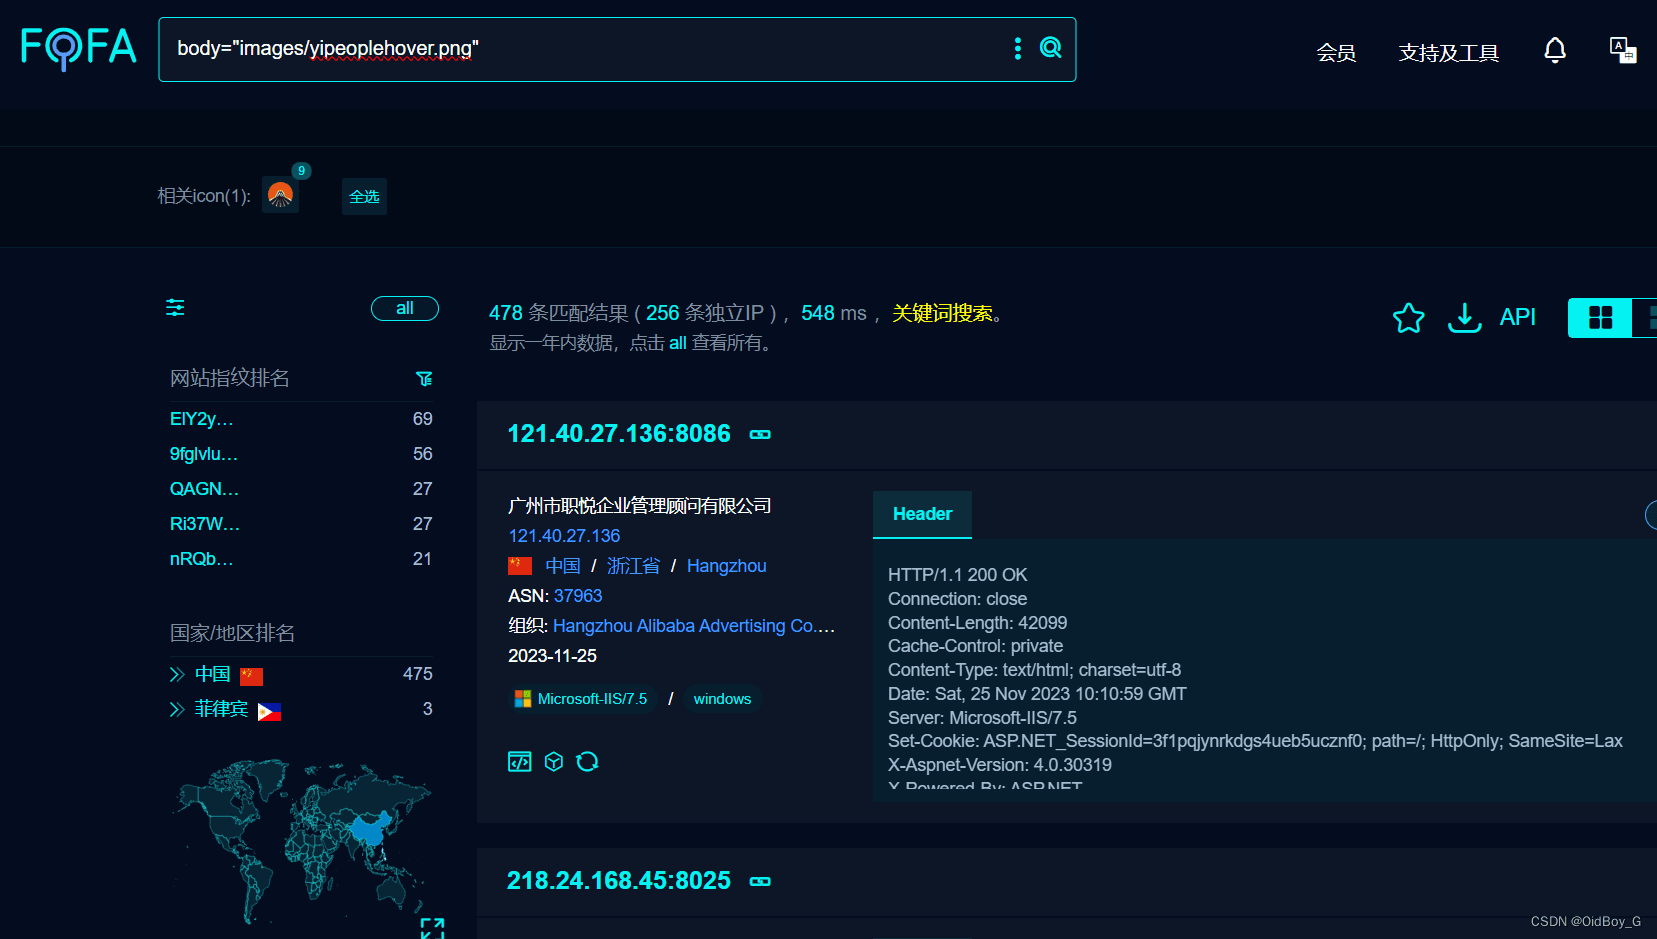 FOFA
body="images/yipeoplehover.png"
会员
支持及工具
相关icon(1):
9
全选
all
478 条匹配结果 ( 256 条独立IP ) ，548 ms ，关键词搜索。
显示一年内数据，点击 all 查看所有。
API
网站指纹排名
EIY2y... 69
9fglvlu... 56
QAGN... 27
Ri37W... 27
nRQb... 21
国家/地区排名
中国 475
菲律宾 3
121.40.27.136:8086
广州市职悦企业管理顾问有限公司
121.40.27.136
中国 / 浙江省 / Hangzhou
ASN: 37963
组织: Hangzhou Alibaba Advertising Co....
2023-11-25
Microsoft-IIS/7.5 / windows
Header
HTTP/1.1 200 OK
Connection: close
Content-Length: 42099
Cache-Control: private
Content-Type: text/html; charset=utf-8
Date: Sat, 25 Nov 2023 10:10:59 GMT
Server: Microsoft-IIS/7.5
Set-Cookie: ASP.NET_SessionId=3f1pqjynrkdgs4ueb5ucznf0; path=/; HttpOnly; SameSite=Lax
X-Aspnet-Version: 4.0.30319
X-Powered-By: ASP.NET
218.24.168.45:8025
CSDN @OidBoy_G